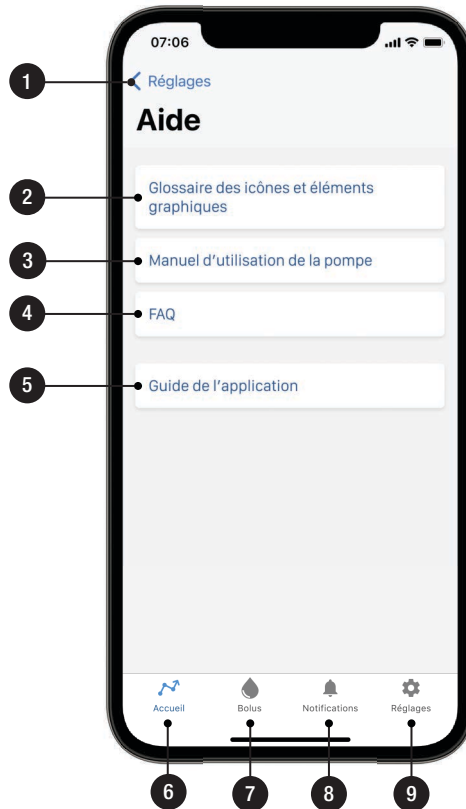 07:06
1
Réglages
Aide
2
Glossaire des icônes et éléments
graphiques
3
Manuel d'utilisation de la pompe
4
FAQ
5
Guide de l'application
Accueil
Bolus
Notifications
Réglages
6
7
8
9